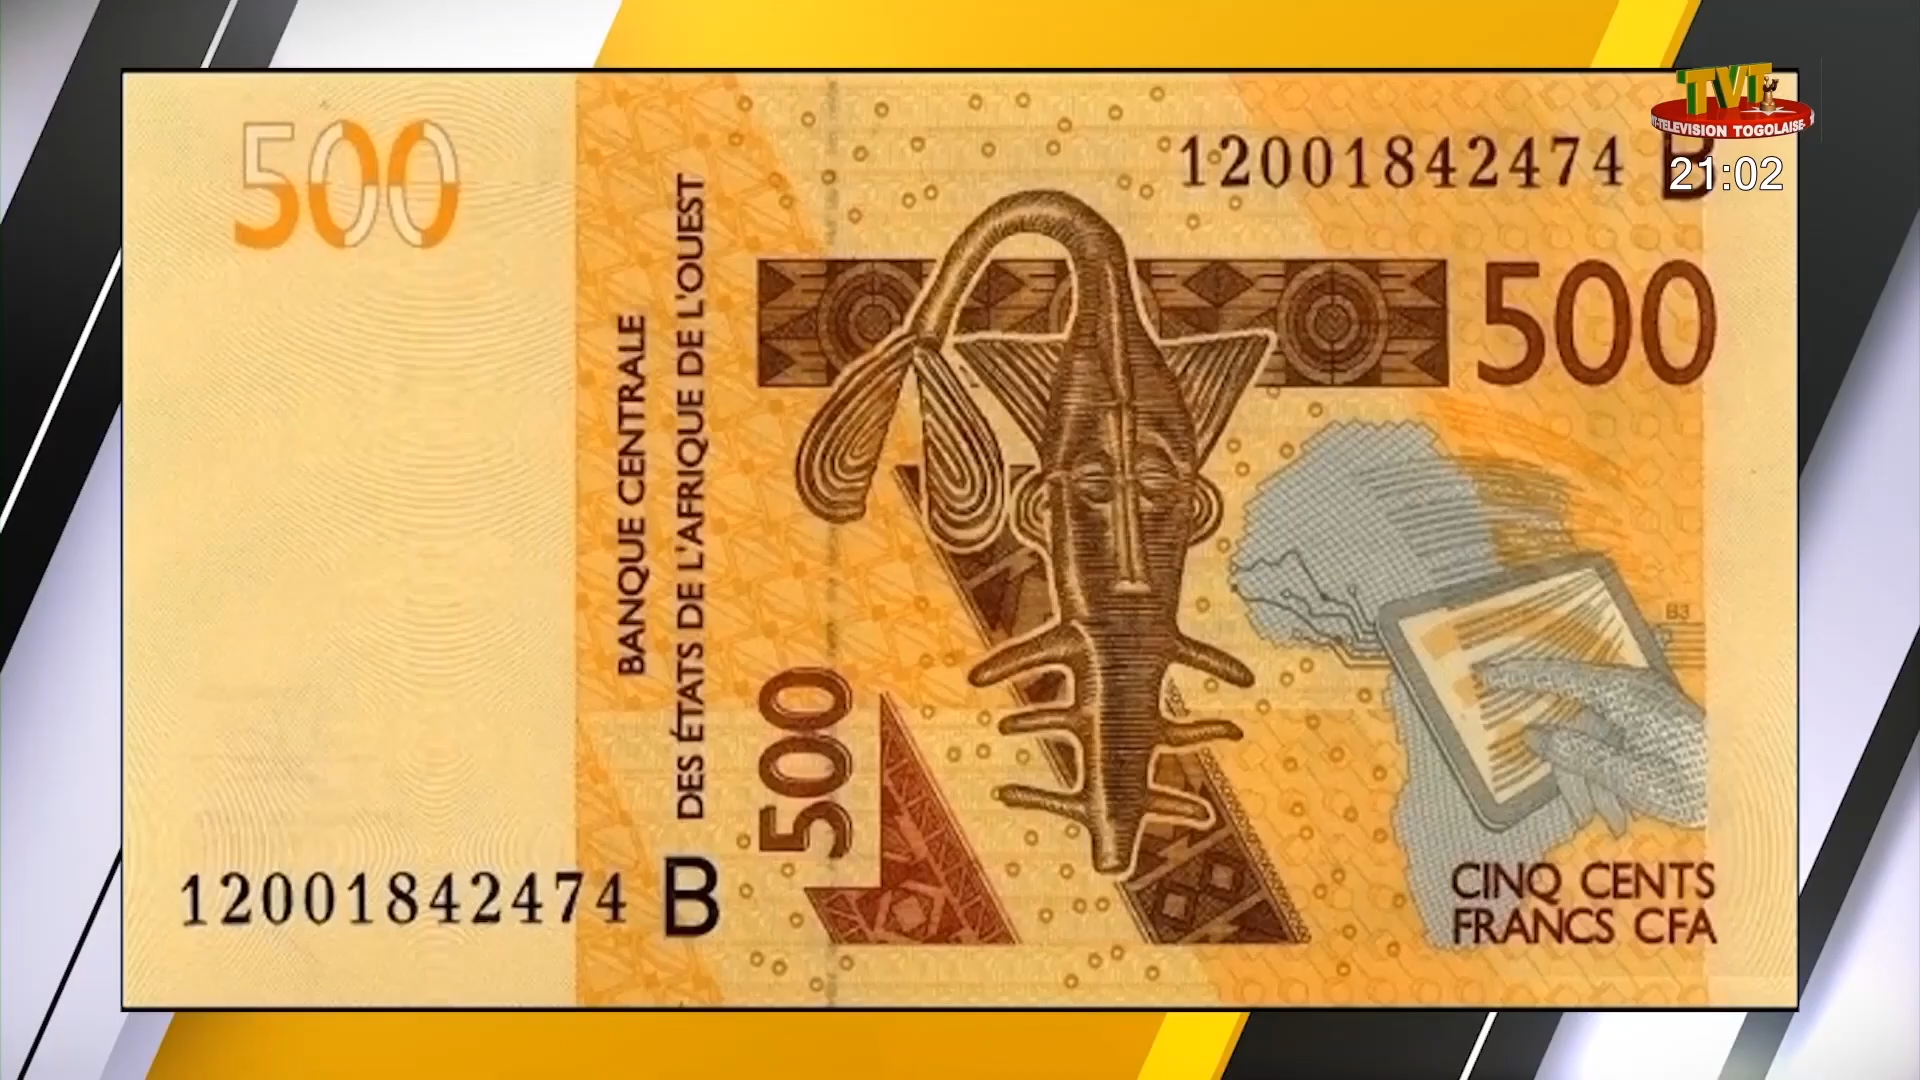 TVT
TELEVISION TOGOLAISE
21:02
500
12001842474 B
BANQUE CENTRALE
DES ÉTATS DE L'AFRIQUE DE L'OUEST
500
B3
500
CINQ CENTS
FRANCS CFA
12001842474 B